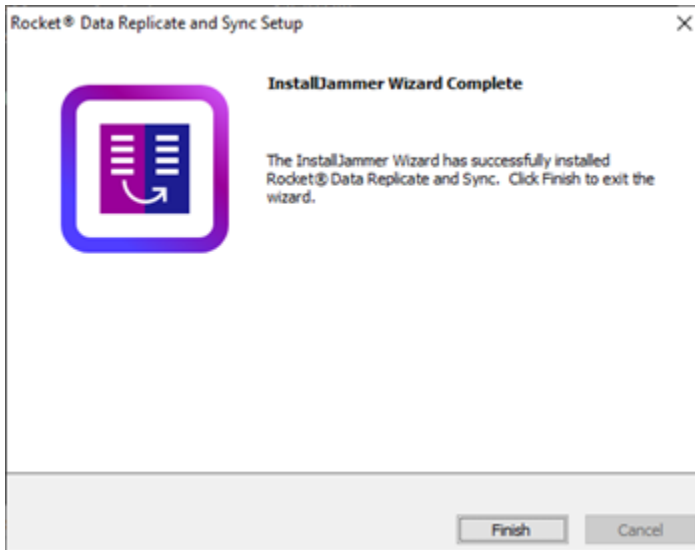 Rocket® Data Replicate and Sync Setup
InstallJammer Wizard Complete
The InstallJammer Wizard has successfully installed
Rocket® Data Replicate and Sync. Click Finish to exit the
wizard.
Finish
Cancel